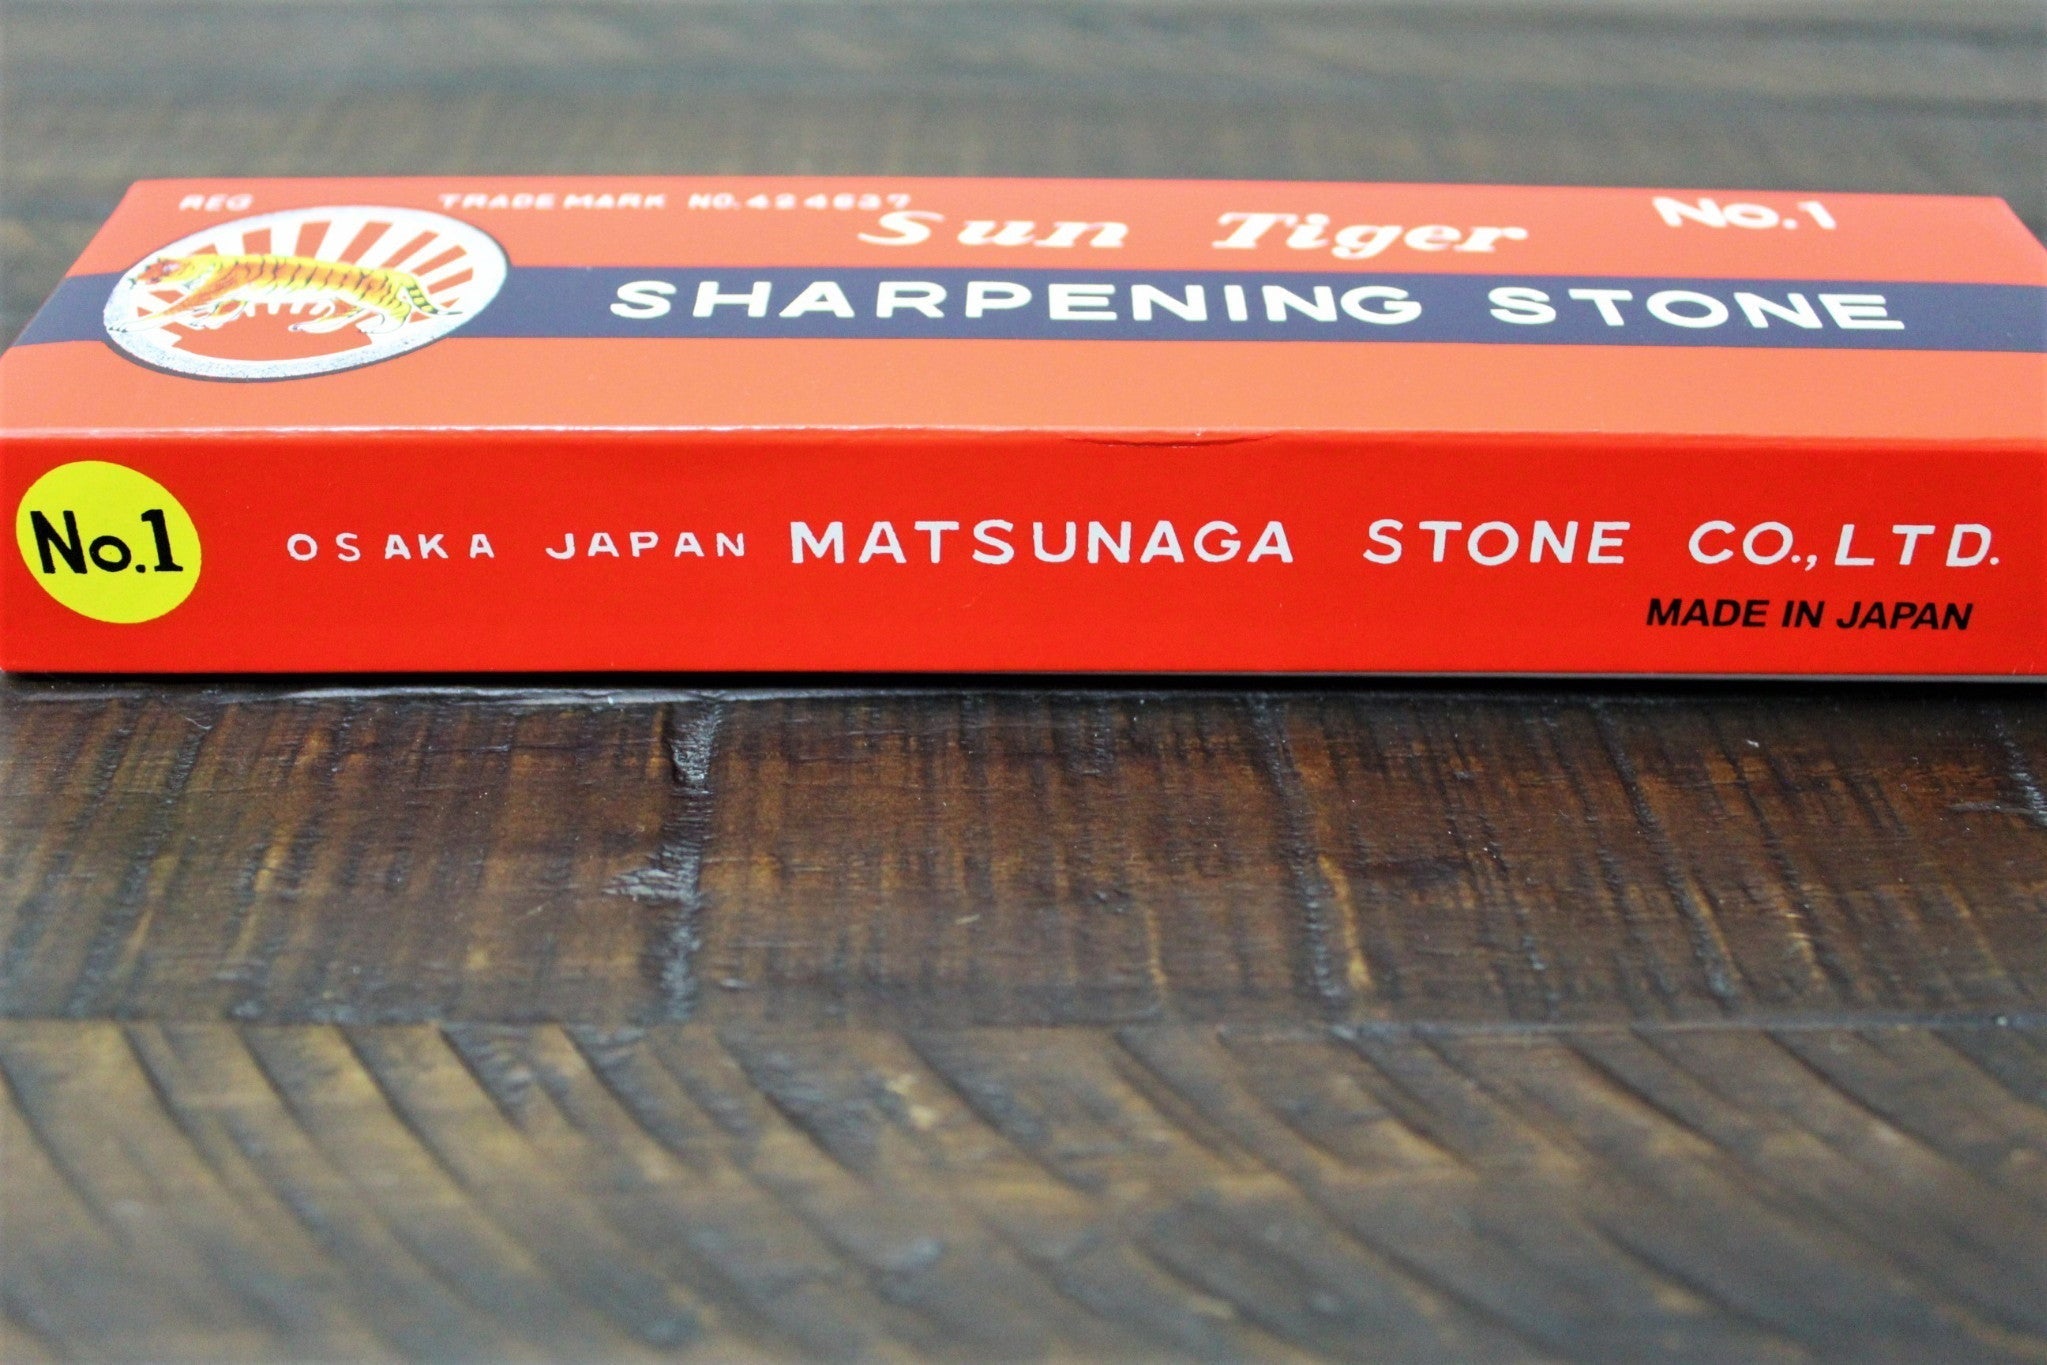 REG TRADE MARK NO. 424637
Sun Tiger No.1
SHARPENING STONE
No.1 OSAKA JAPAN MATSUNAGA STONE CO., LTD.
MADE IN JAPAN